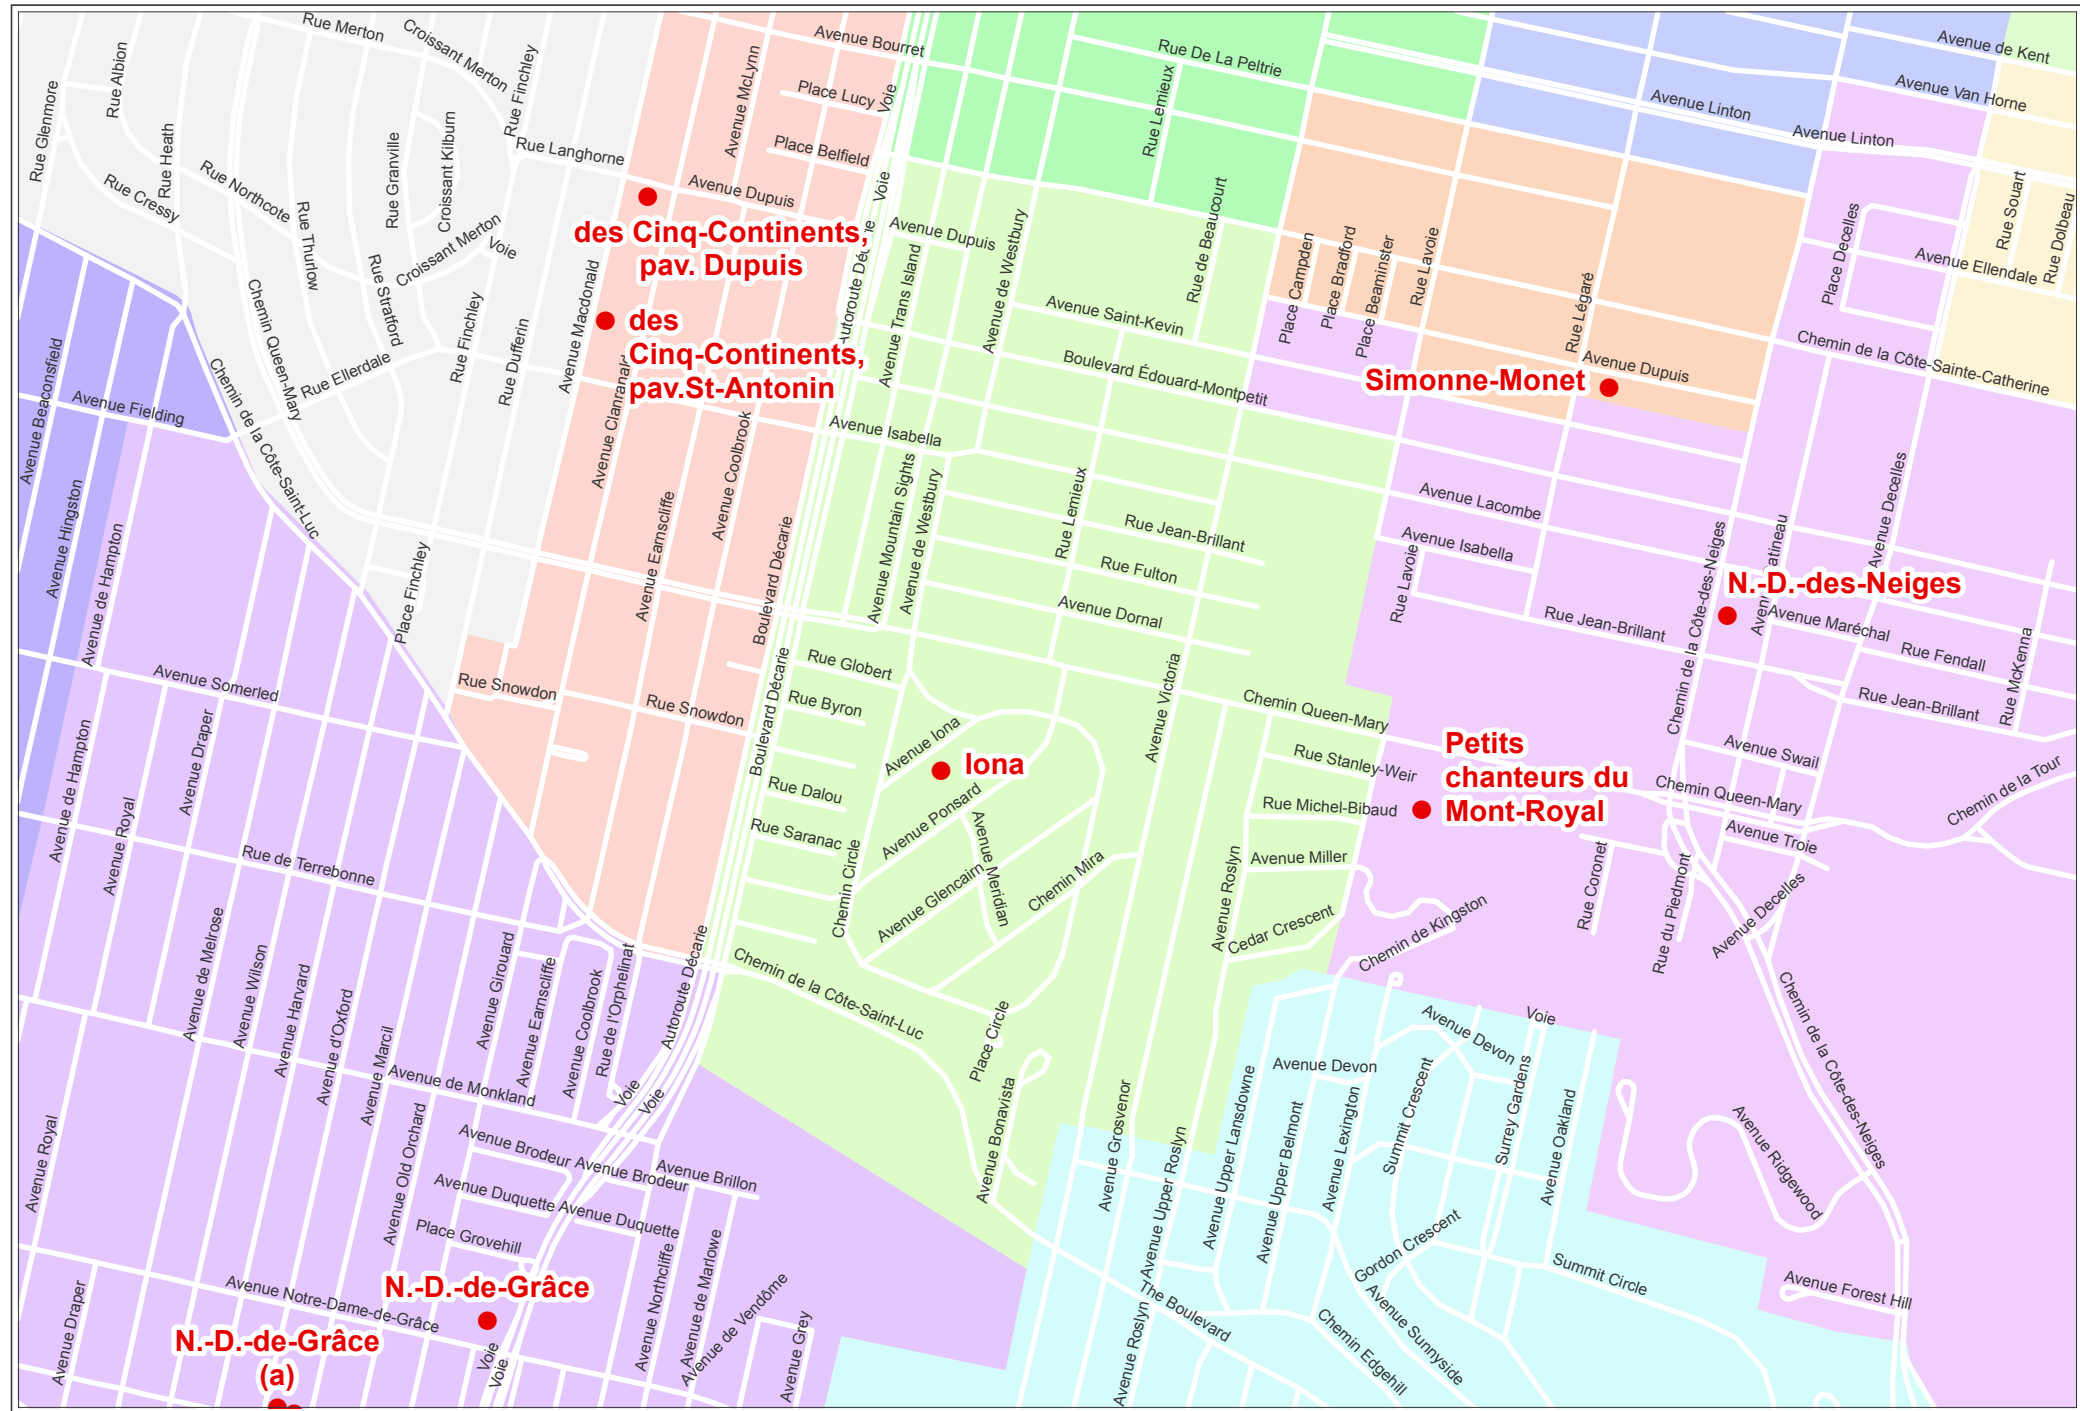 Rue Merton
Croissant Merton
Rue Finchley
Rue Albion
Rue Glenmore
Rue Heath
Rue Granville
Croissant Kilburn
Rue Langhorne
Rue Northcote
Rue Cressy
Rue Thurlow
Rue Stratford
Croissant Merton
Voie
Chemin Queen-Mary
Rue Ellerdale
Rue Finchley
Rue Dufferin
Avenue Macdonald
Avenue McLynn
Avenue Bourret
Place Lucy
Voie
Place Belfield
Voie
Avenue Dupuis
des Cinq-Continents,
pav. Dupuis
des
Cinq-Continents,
pav.St-Antonin
Avenue Clanranald
Avenue Coolbrook
Avenue Earnscliffe
Avenue Dupuis
Avenue Trans Island
Avenue de Westbury
Avenue Isabella
Rue De La Peltrie
Rue Lemieux
Rue de Beaucourt
Avenue Saint-Kevin
Boulevard Édouard-Montpetit
Place Campden
Place Bradford
Place Beaminster
Rue Lavoie
Rue Légaré
Avenue Dupuis
Simonne-Monet
Avenue Linton
Avenue Linton
Avenue de Kent
Avenue Van Horne
Place Decelles
Rue Souart
Rue Dolbeau
Avenue Ellendale
Chemin de la Côte-Sainte-Catherine
Avenue Beaconsfield
Avenue Fielding
Avenue Hingston
Avenue de Hampton
Chemin de la Côte-Saint-Luc
Place Finchley
Boulevard Décarie
Avenue Mountain Sights
Avenue de Westbury
Rue Lemieux
Rue Jean-Brillant
Rue Fulton
Avenue Dornal
Avenue Lacombe
Avenue Isabella
Rue Lavoie
Rue Jean-Brillant
Chemin de la Côte-des-Neiges
Avenue Decelles
N.-D.-des-Neiges
Avenue Maréchal
Rue Fendall
Rue McKenna
Rue Jean-Brillant
Avenue Somerled
Rue Snowdon
Rue Snowdon
Boulevard Décarie
Rue Globert
Rue Byron
Rue Dalou
Rue Saranac
Chemin Circle
Avenue Iona
Iona
Avenue Ponsard
Avenue Meridian
Avenue Glencairn
Chemin Mira
Avenue Victoria
Chemin Queen-Mary
Rue Stanley-Weir
Rue Michel-Bibaud
Avenue Miller
Avenue Roslyn
Cedar Crescent
Petits
chanteurs du
Mont-Royal
Avenue Swail
Chemin Queen-Mary
Avenue Troie
Chemin de la Tour
Rue Coronet
Rue du Piedmont
Avenue Decelles
Chemin de Kingston
Chemin de la Côte-des-Neiges
Avenue de Hampton
Avenue Royal
Avenue Draper
Rue de Terrebonne
Avenue de Melrose
Avenue Wilson
Avenue Harvard
Avenue d'Oxford
Avenue Marcil
Avenue Girouard
Avenue Earnscliffe
Avenue Coolbrook
Rue de l'Orphelinat
Autoroute Décarie
Chemin de la Côte-Saint-Luc
Place Circle
Avenue Bonavista
Avenue de Monkland
Voie
Voie
Avenue Royal
Avenue Old Orchard
Avenue Brodeur
Avenue Brodeur
Avenue Brillon
Avenue Duquette
Avenue Duquette
Place Grovehill
Avenue Northcliffe
Avenue de Marlowe
Avenue de Vendôme
Avenue Grey
Avenue Draper
Avenue Notre-Dame-de-Grâce
N.-D.-de-Grâce
N.-D.-de-Grâce
(a)
Voie
Voie
Avenue Grosvenor
Avenue Upper Roslyn
Avenue Roslyn
Avenue Upper Lansdowne
Avenue Upper Belmont
Avenue Devon
Avenue Lexington
Avenue Devon
Voie
Summit Crescent
Surrey Gardens
Avenue Oakland
Gordon Crescent
Summit Circle
The Boulevard
Chemin Edgehill
Avenue Sunnyside
Avenue Ridgewood
Avenue Forest Hill